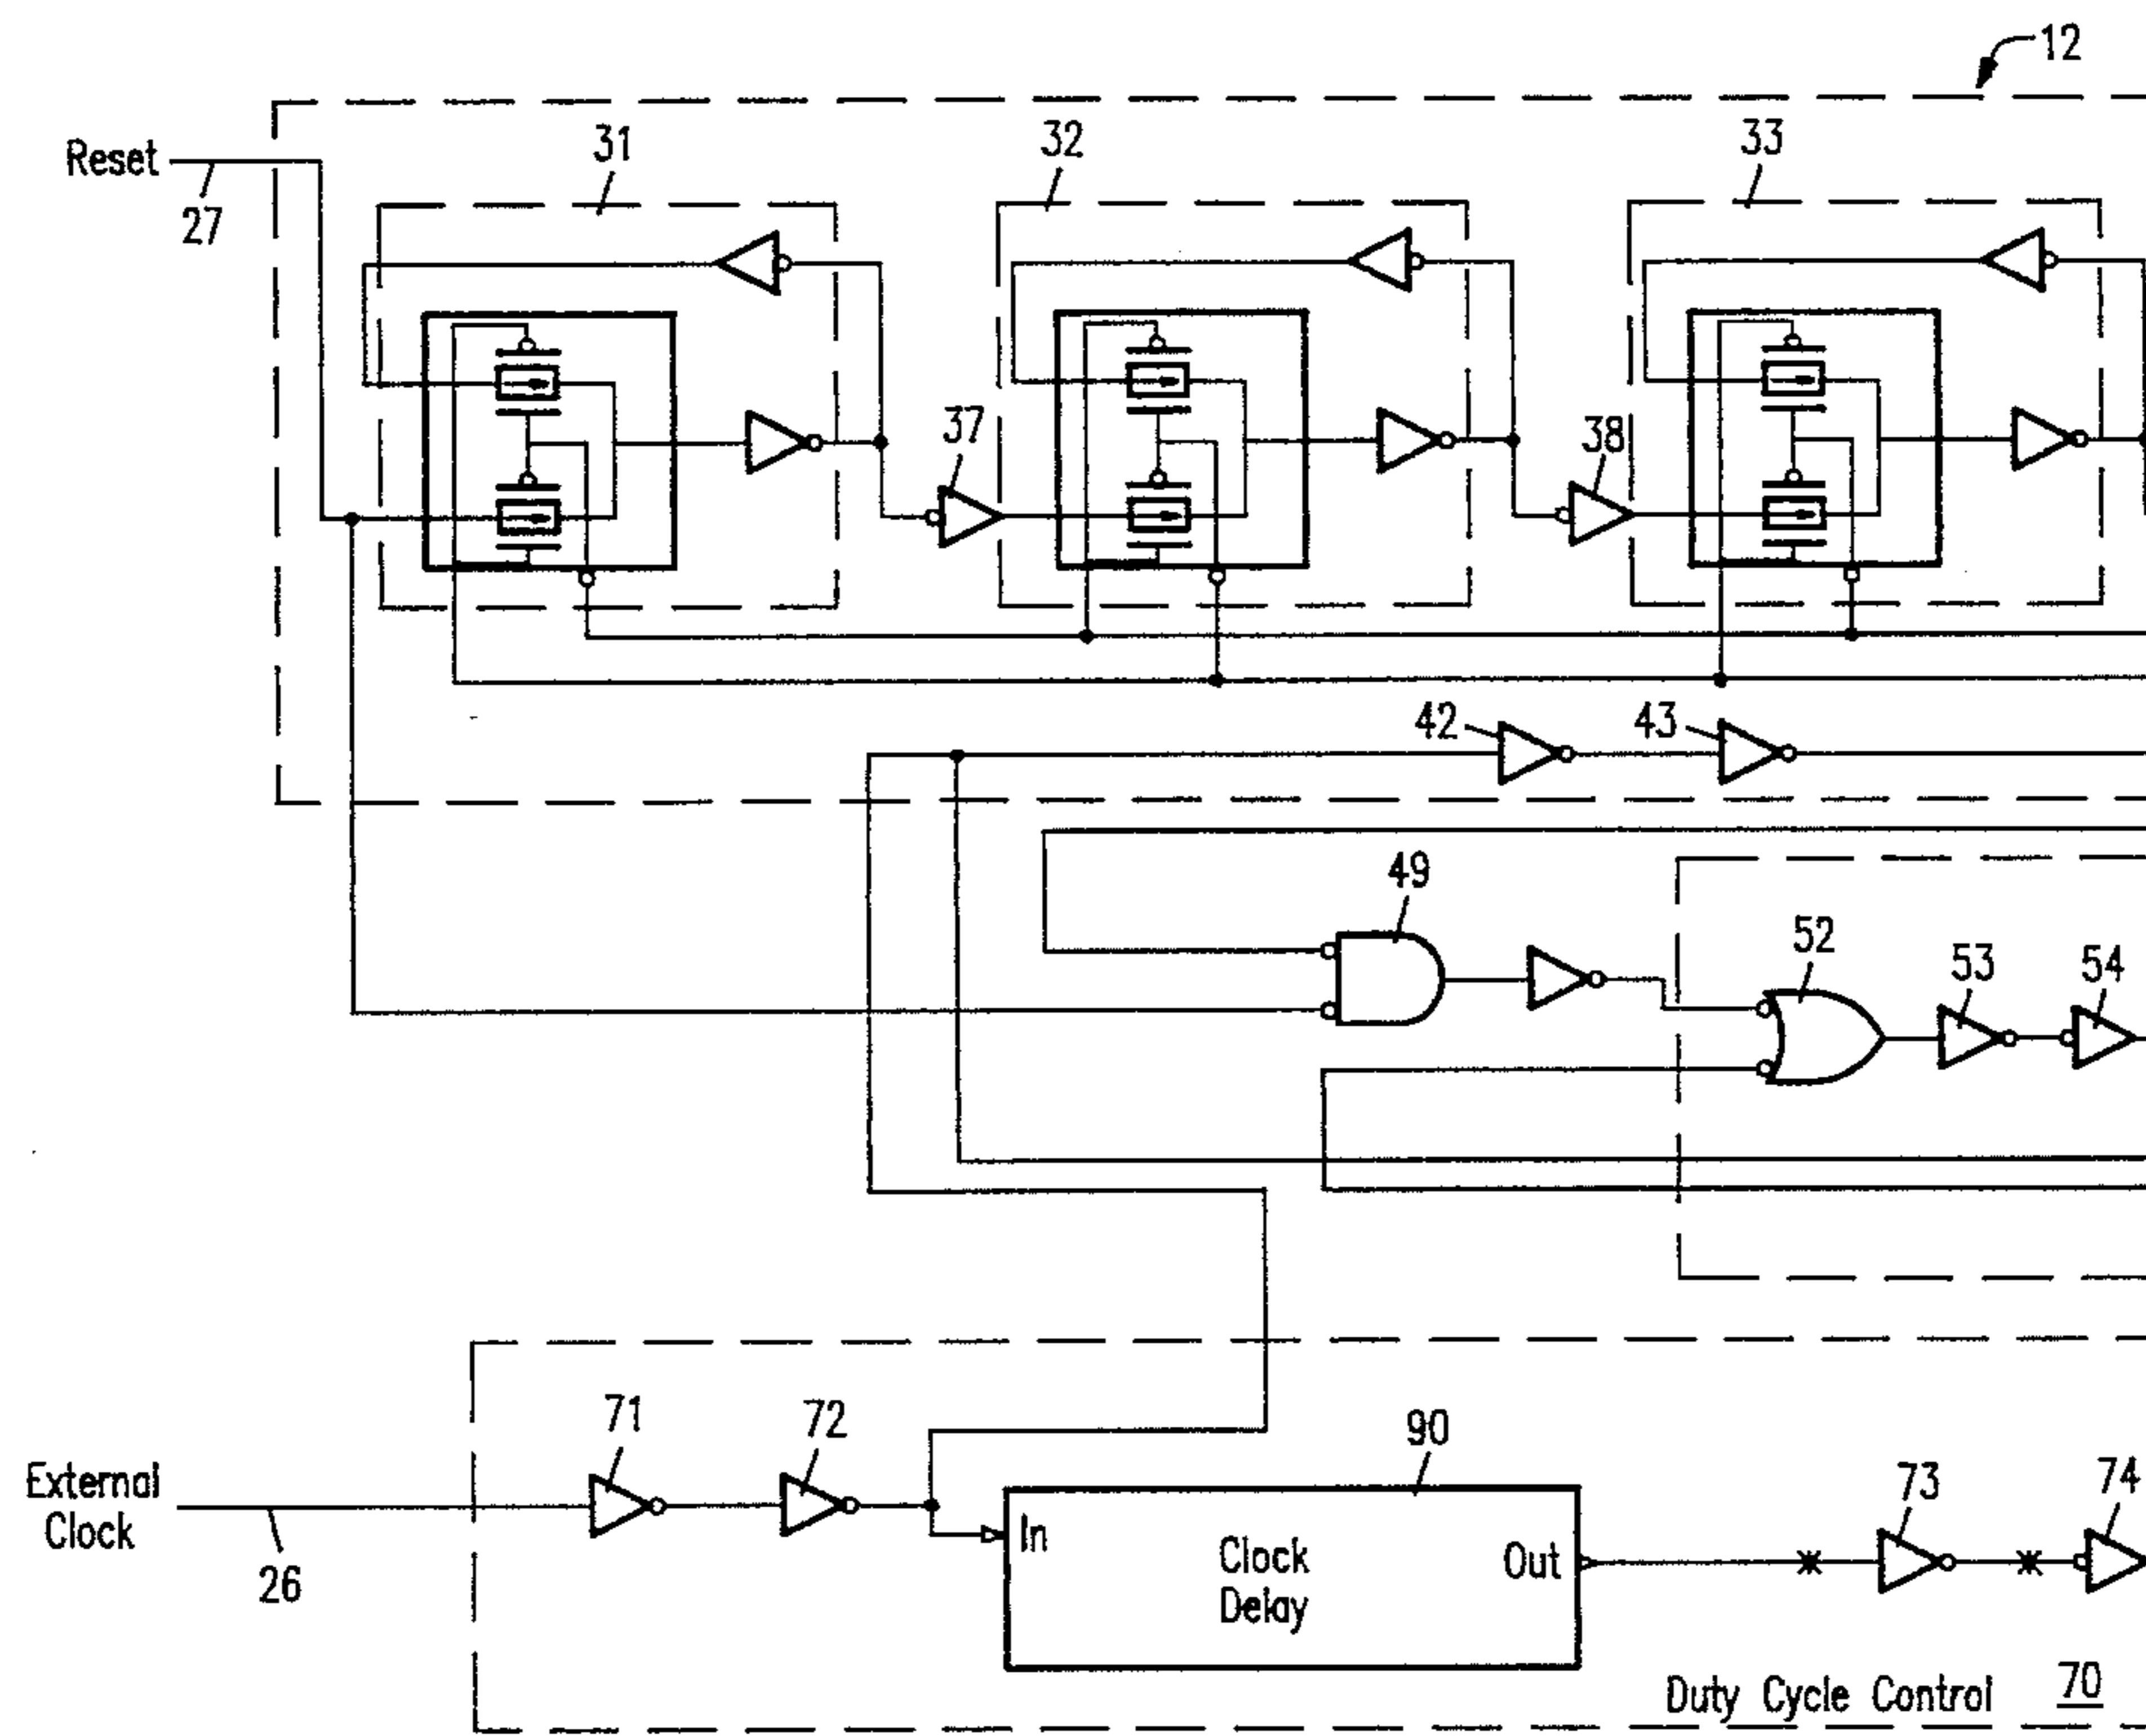 12
Reset
27
31
32
33
37
38
42
43
49
52
53
54
External
Clock
26
71
72
90
In
Clock
Delay
Out
73
74
Duty Cycle Control 70